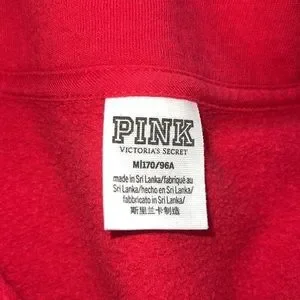 PINK
VICTORIA'S SECRET
M|170/96A
made in Sri Lanka/fabriqué au
Sri Lanka/hecho en Sri Lanka/
fabbricato in Sri Lanka/
斯里兰卡制造